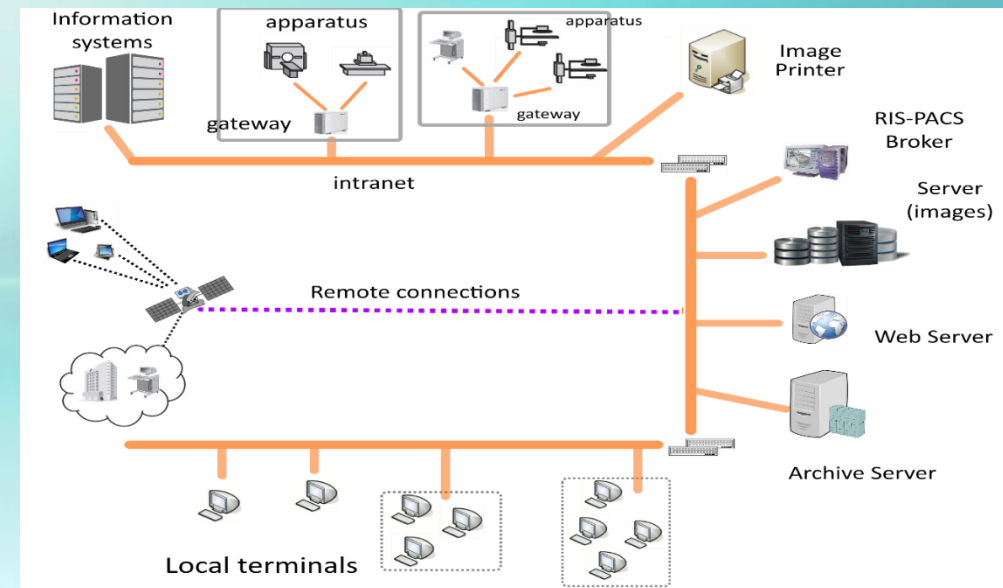 Information
systems
apparatus
gateway
apparatus
gateway
Image
Printer
intranet
RIS-PACS
Broker
Server
(images)
Remote connections
Web Server
Archive Server
Local terminals